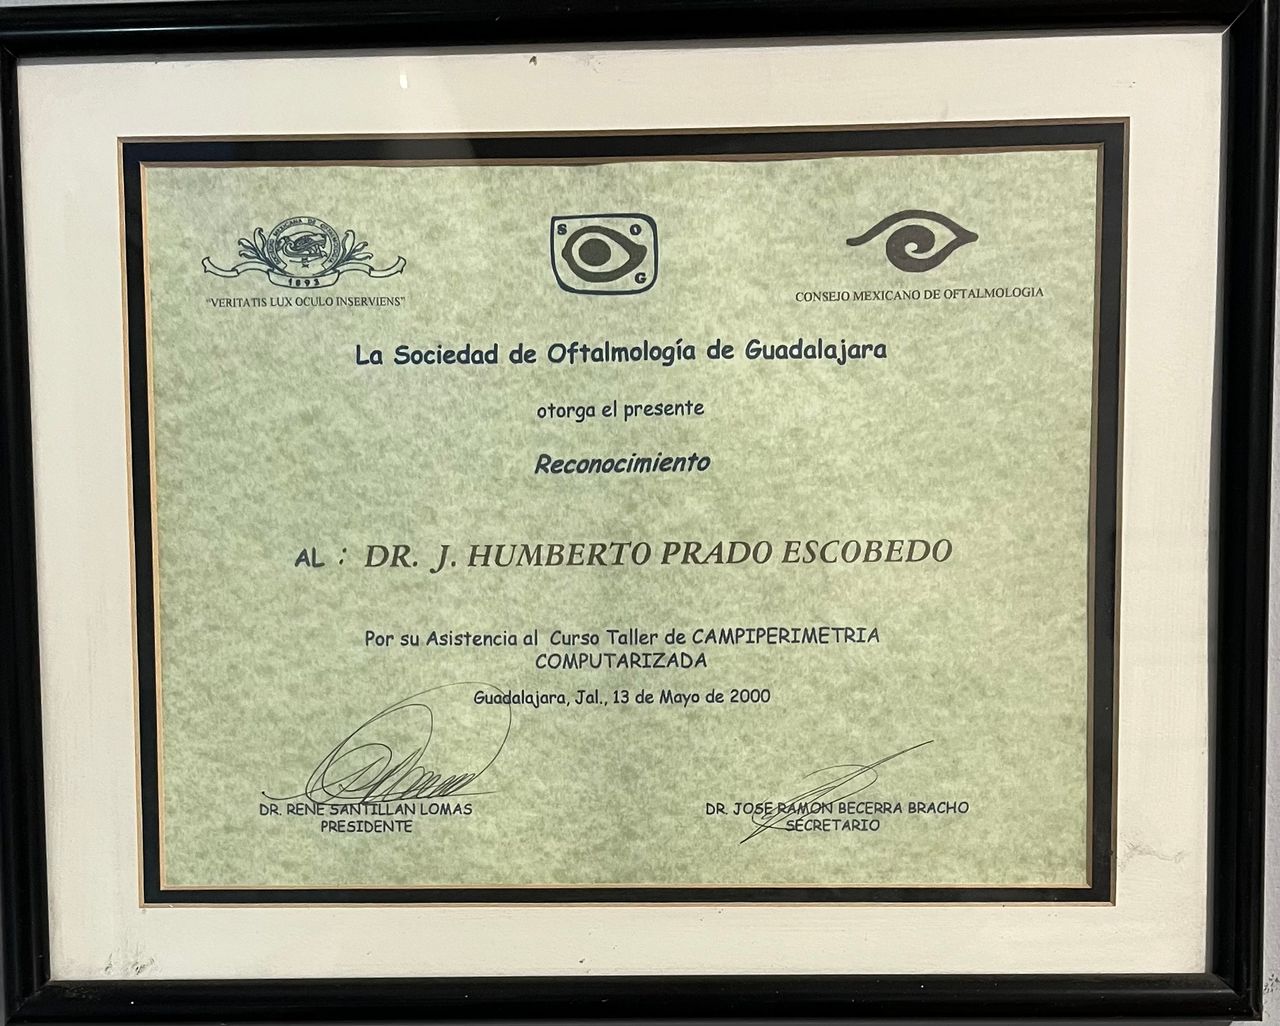 1893
"VERITATIS LUX OCULO INSERVIENS"
S O
G
CONSEJO MEXICANO DE OFTALMOLOGIA
La Sociedad de Oftalmología de Guadalajara
otorga el presente
Reconocimiento
AL : DR. J. HUMBERTO PRADO ESCOBEDO
Por su Asistencia al Curso Taller de CAMPIPERIMETRIA
COMPUTARIZADA
Guadalajara, Jal., 13 de Mayo de 2000
DR. RENE SANTILLAN LOMAS
PRESIDENTE
DR. JOSE RAMON BECERRA BRACHO
SECRETARIO